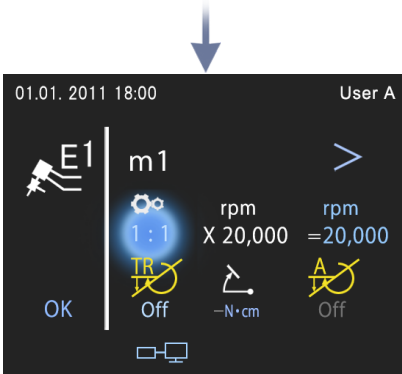 01.01. 2011 18:00 User A
E1 m1 >
rpm rpm
1 : 1 X 20,000 =20,000
TR A
OK Off –N•cm Off